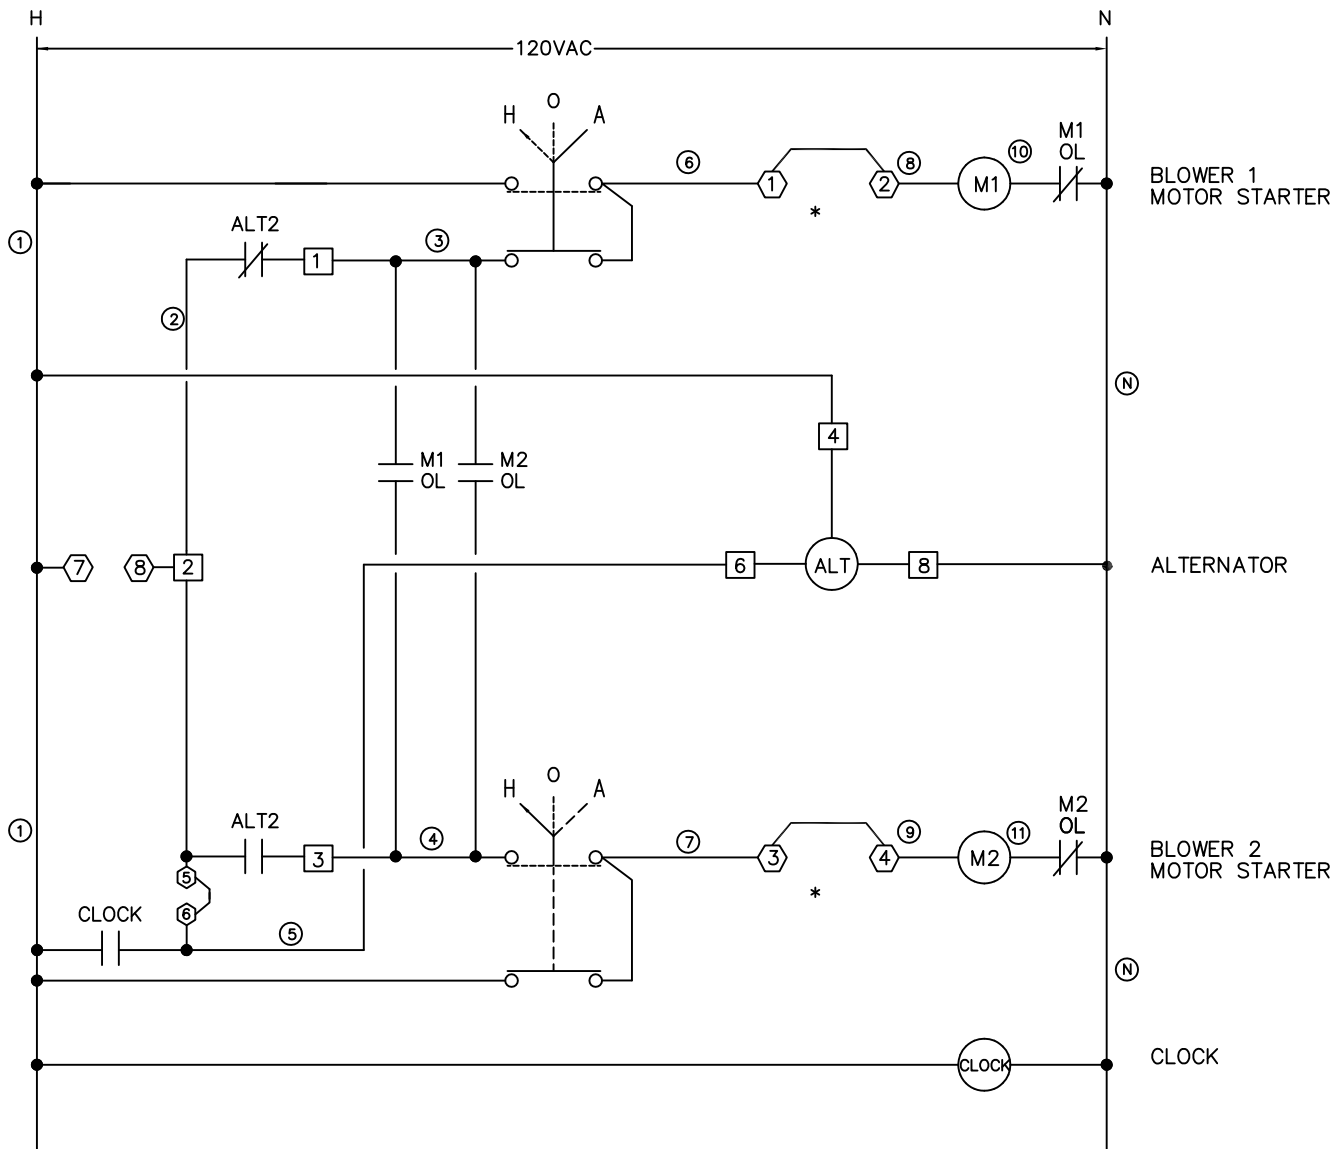 H N
120VAC
O
H A
M1
OL
6 8 10
1 2 M1
BLOWER 1
MOTOR STARTER
*
ALT2
1
3
1
2
N
4
M1
OL
M2
OL
7 8 2
6 ALT 8
ALTERNATOR
O
H A
M2
OL
1
ALT2
4 7 9 11
3 3 4 M2
BLOWER 2
MOTOR STARTER
5
*
CLOCK
6
5
N
CLOCK
CLOCK